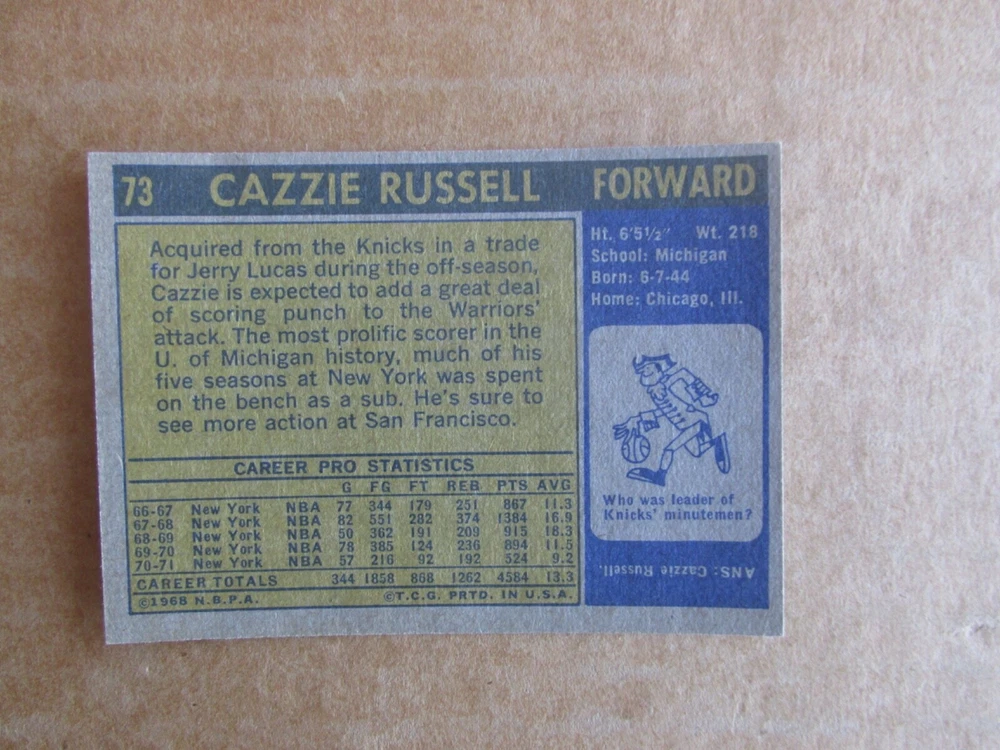 73 CAZZIE RUSSELL FORWARD
Acquired from the Knicks in a trade
for Jerry Lucas during the off-season,
Cazzie is expected to add a great deal
of scoring punch to the Warriors'
attack. The most prolific scorer in the
U. of Michigan history, much of his
five seasons at New York was spent
on the bench as a sub. He's sure to
see more action at San Francisco.
Ht. 6'5½" Wt. 218
School: Michigan
Born: 6-7-44
Home: Chicago, Ill.
Who was leader of
Knicks' minutemen?
ANS: Cazzie Russell.
CAREER PRO STATISTICS
G FG FT REB PTS AVG
66-67 New York NBA 77 344 179 251 867 11.3
67-68 New York NBA 82 551 282 374 1384 16.9
68-69 New York NBA 50 362 191 209 915 18.3
69-70 New York NBA 78 385 124 236 894 11.5
70-71 New York NBA 57 216 92 192 524 9.2
CAREER TOTALS 344 1858 868 1262 4584 13.3
©1968 N.B.P.A. ©T.C.G. PRTD. IN U.S.A.